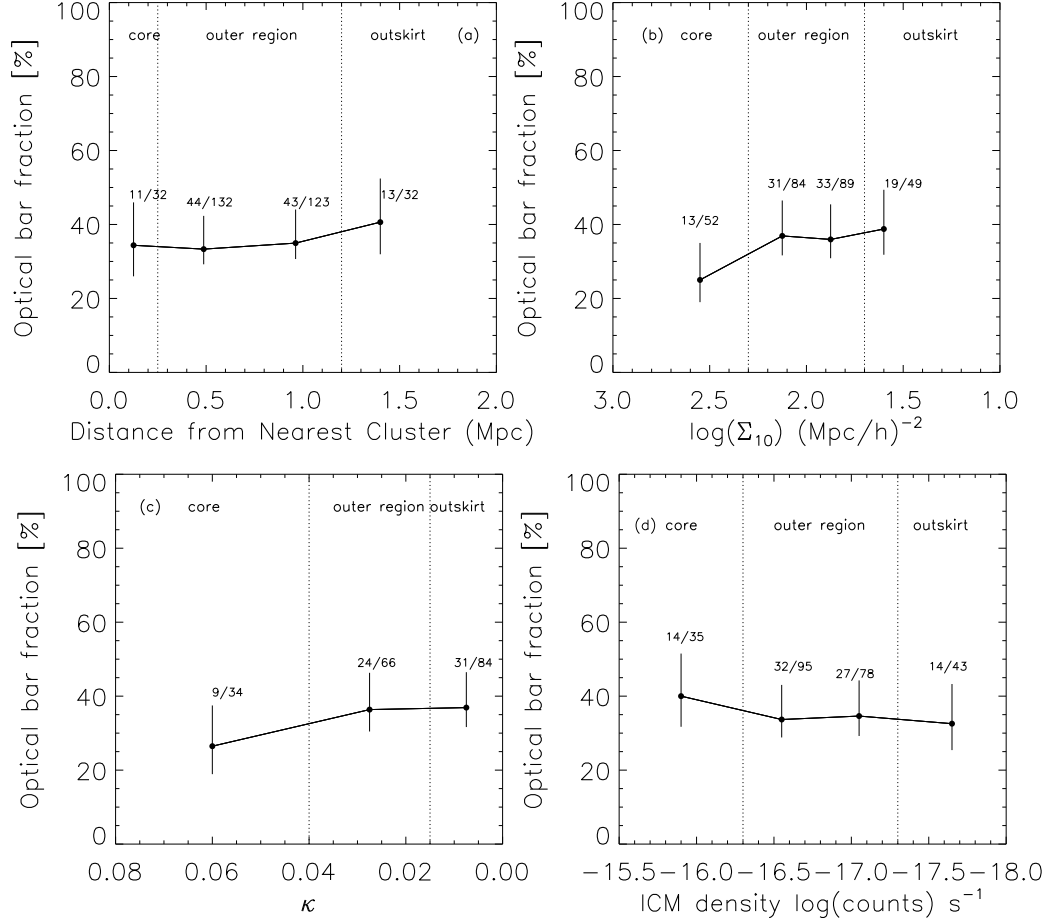 100
80
60
40
20
0
Optical bar fraction [%]
core
outer region
outskirt
(a)
11/32
44/132
43/123
13/32
0.0 0.5 1.0 1.5 2.0
Distance from Nearest Cluster (Mpc)
100
80
60
40
20
0
Optical bar fraction [%]
(b)
core
outer region
outskirt
13/52
31/84
33/89
19/49
3.0 2.5 2.0 1.5 1.0
log(Σ₁₀) (Mpc/h)⁻²
100
80
60
40
20
0
Optical bar fraction [%]
(c)
core
outer region
outskirt
9/34
24/66
31/84
0.08 0.06 0.04 0.02 0.00
κ
100
80
60
40
20
0
Optical bar fraction [%]
(d)
core
outer region
outskirt
14/35
32/95
27/78
14/43
−15.5 −16.0 −16.5 −17.0 −17.5 −18.0
ICM density log(counts) s⁻¹